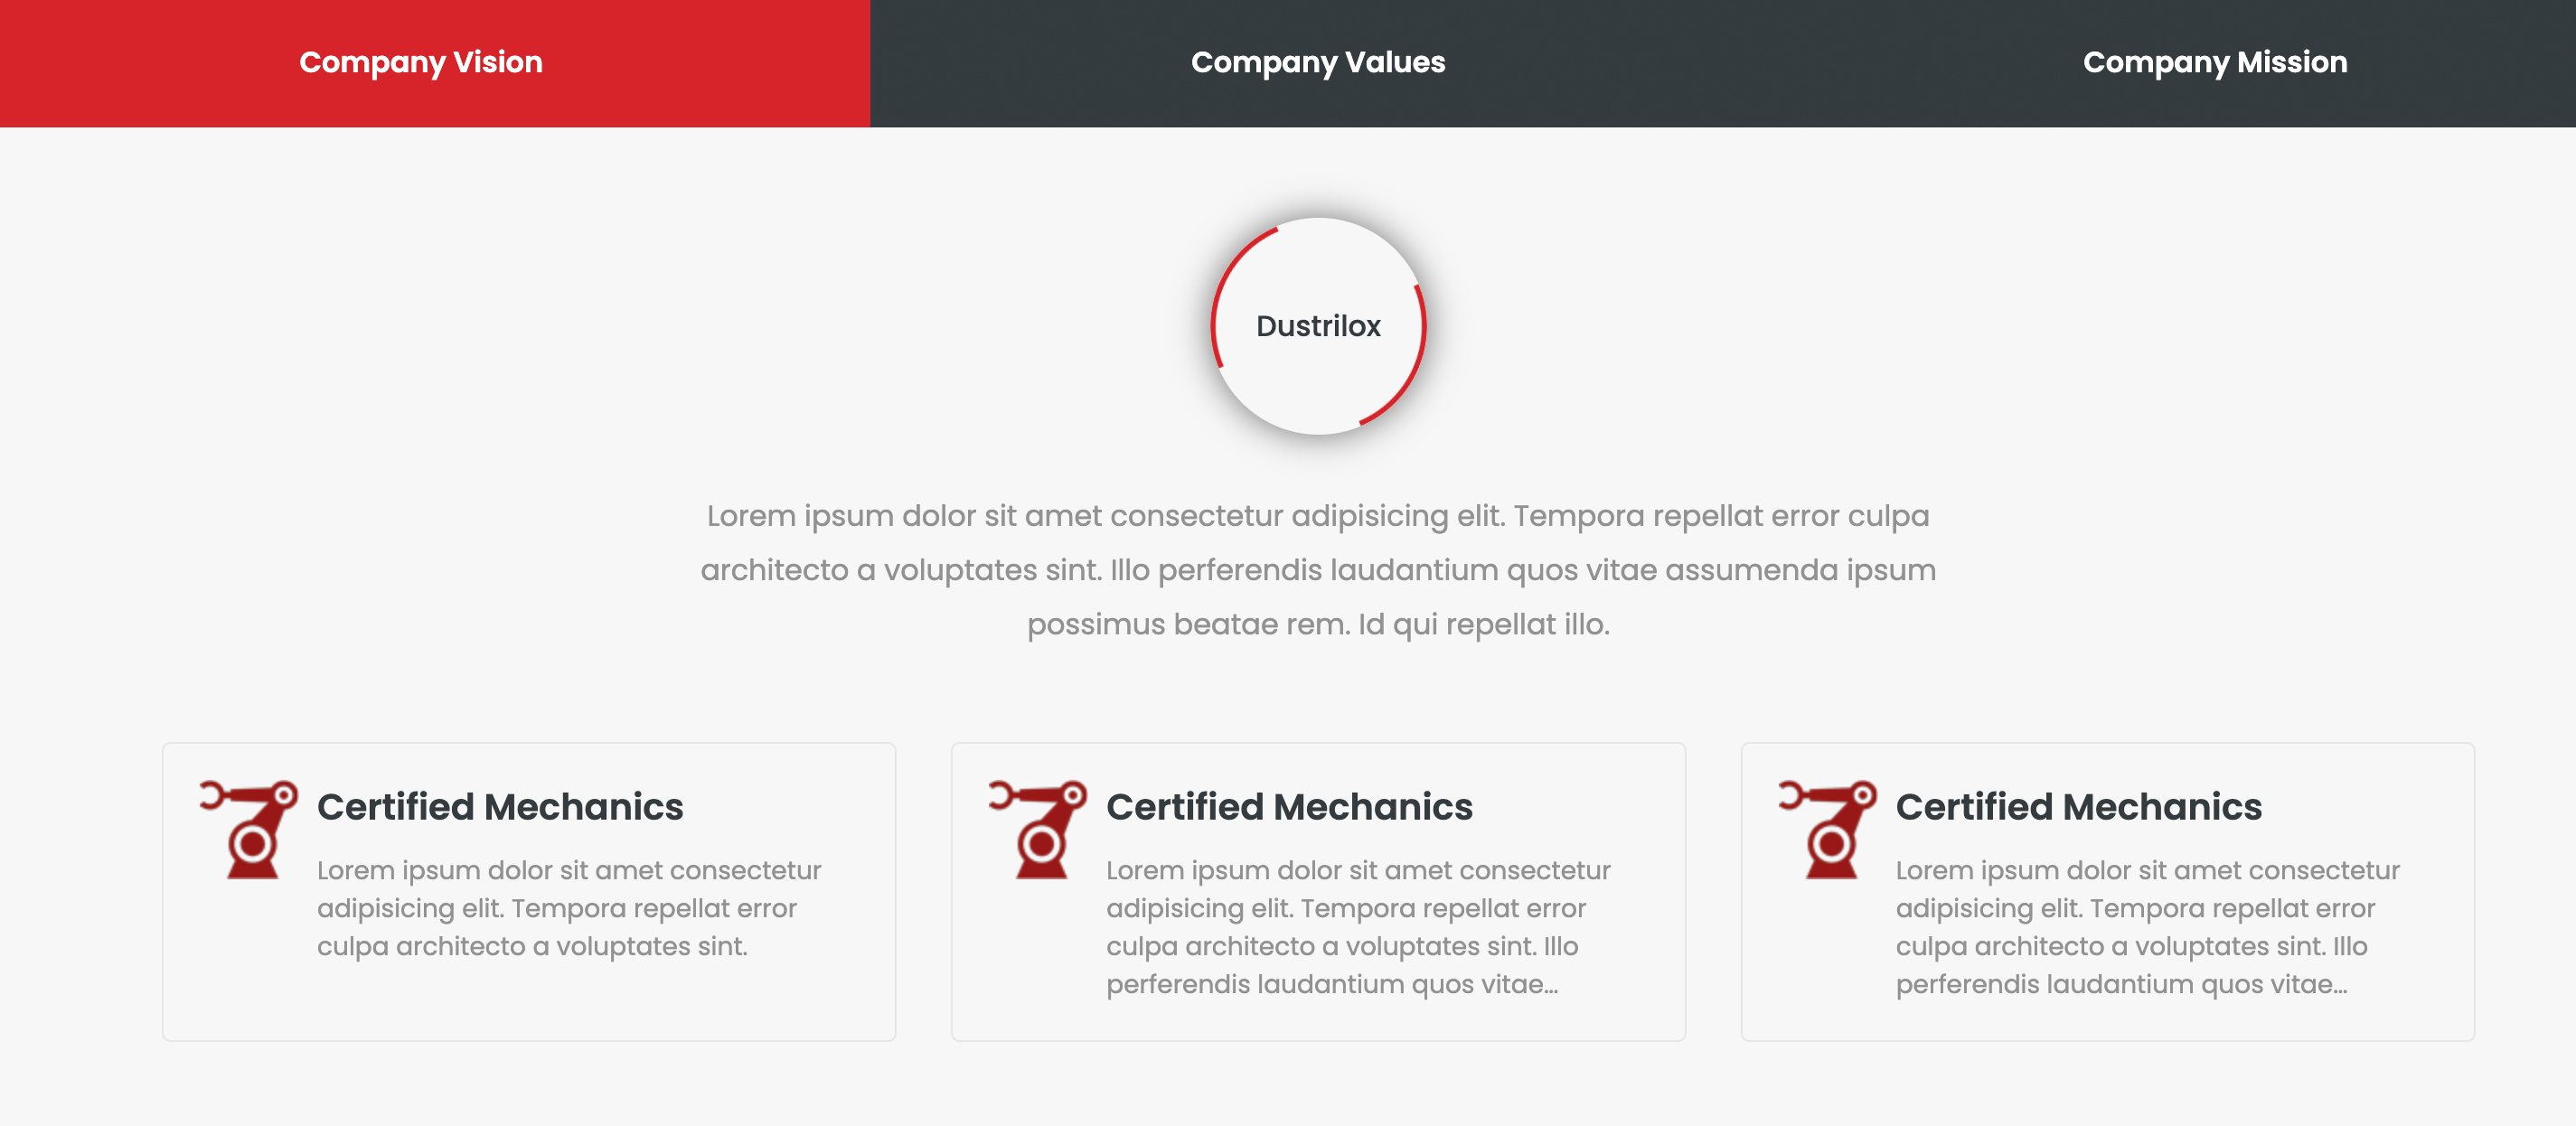 Company Vision
Company Values
Company Mission
Dustrilox
Lorem ipsum dolor sit amet consectetur adipisicing elit. Tempora repellat error culpa
architecto a voluptates sint. Illo perferendis laudantium quos vitae assumenda ipsum
possimus beatae rem. Id qui repellat illo.
Certified Mechanics
Lorem ipsum dolor sit amet consectetur
adipisicing elit. Tempora repellat error
culpa architecto a voluptates sint.
Certified Mechanics
Lorem ipsum dolor sit amet consectetur
adipisicing elit. Tempora repellat error
culpa architecto a voluptates sint. Illo
perferendis laudantium quos vitae...
Certified Mechanics
Lorem ipsum dolor sit amet consectetur
adipisicing elit. Tempora repellat error
culpa architecto a voluptates sint. Illo
perferendis laudantium quos vitae...